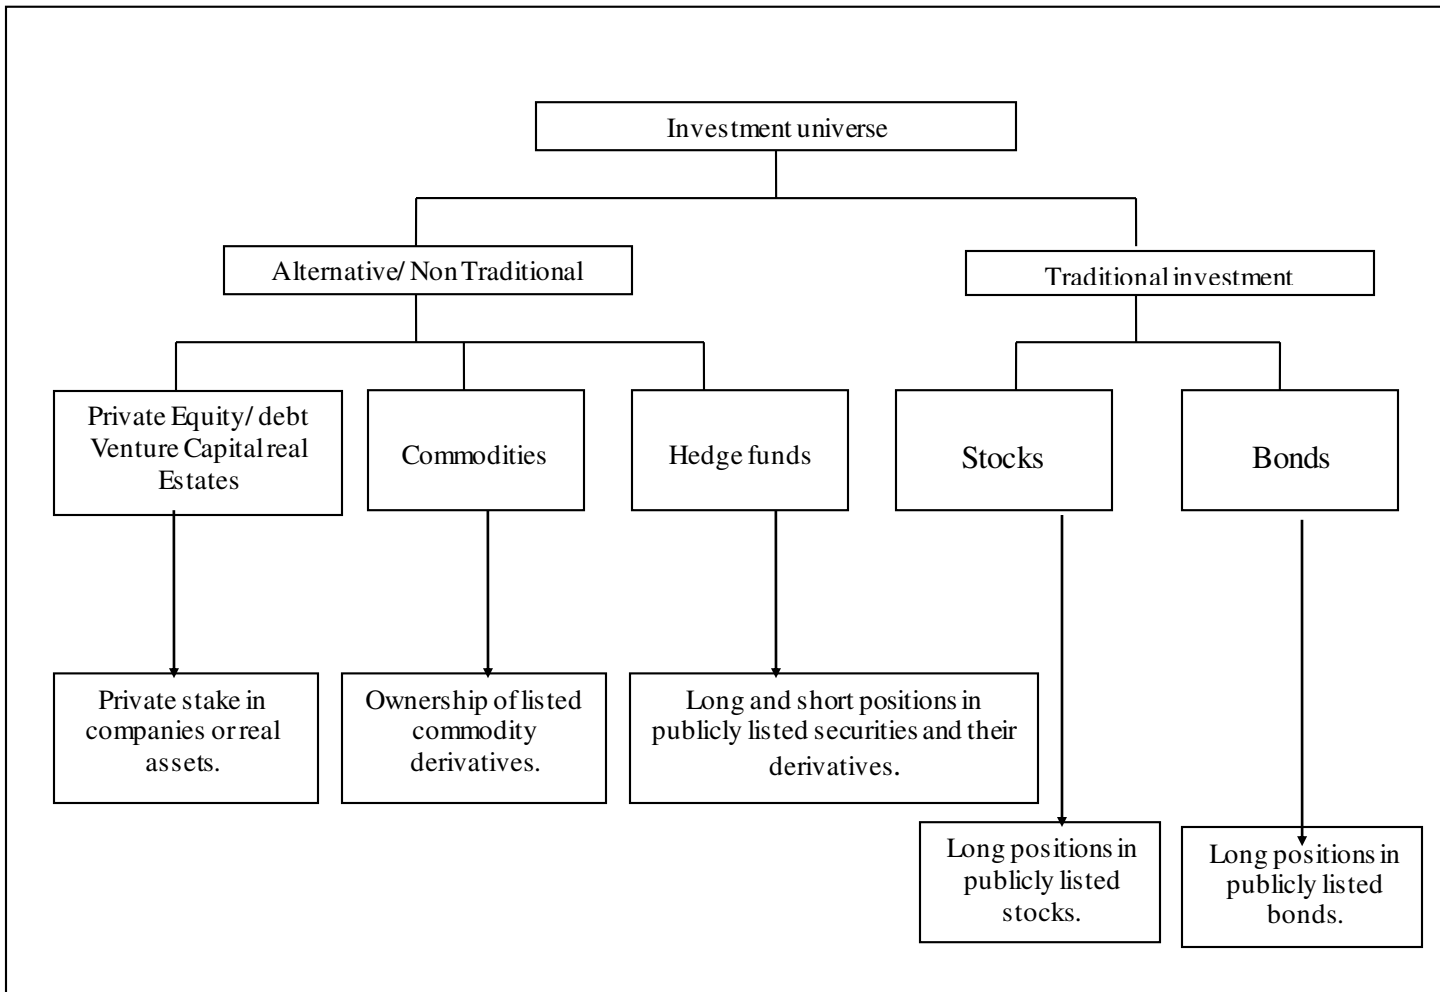 Investment universe
Alternative/ Non Traditional
Traditional investment
Private Equity/ debt
Venture Capital real
Estates
Commodities
Hedge funds
Stocks
Bonds
Private stake in
companies or real
assets.
Ownership of listed
commodity
derivatives.
Long and short positions in
publicly listed securities and their
derivatives.
Long positions in
publicly listed
stocks.
Long positions in
publicly listed
bonds.